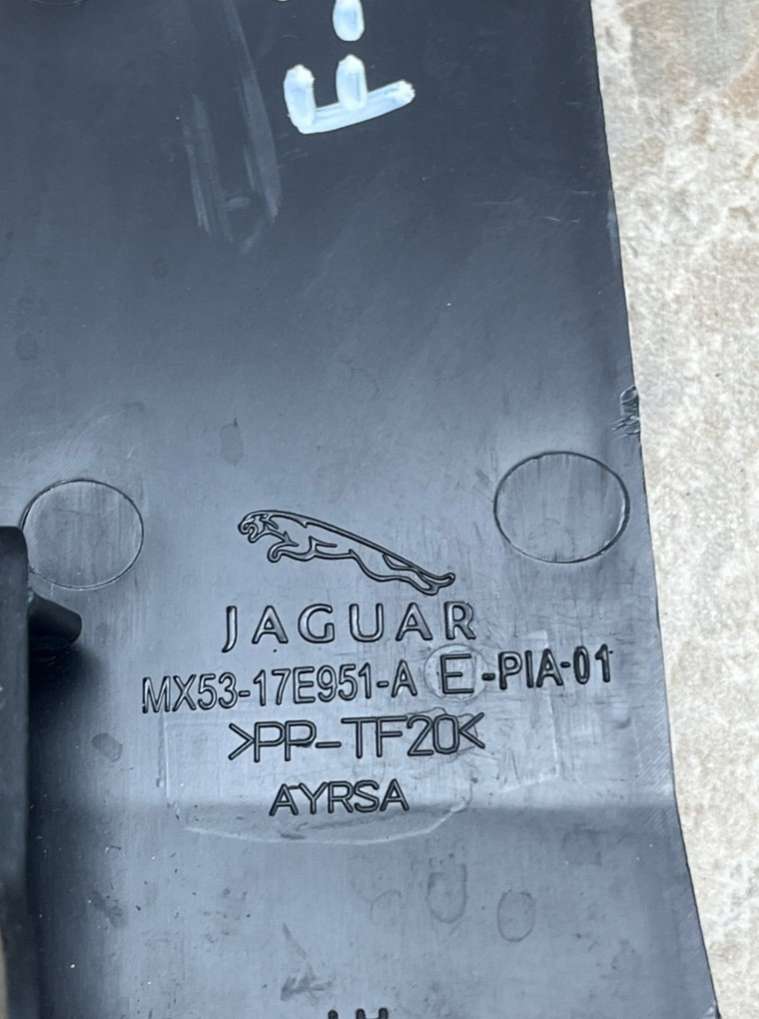 JAGUAR
MX53-17E951-A E-PIA-01
>PP-TF20<
AYRSA